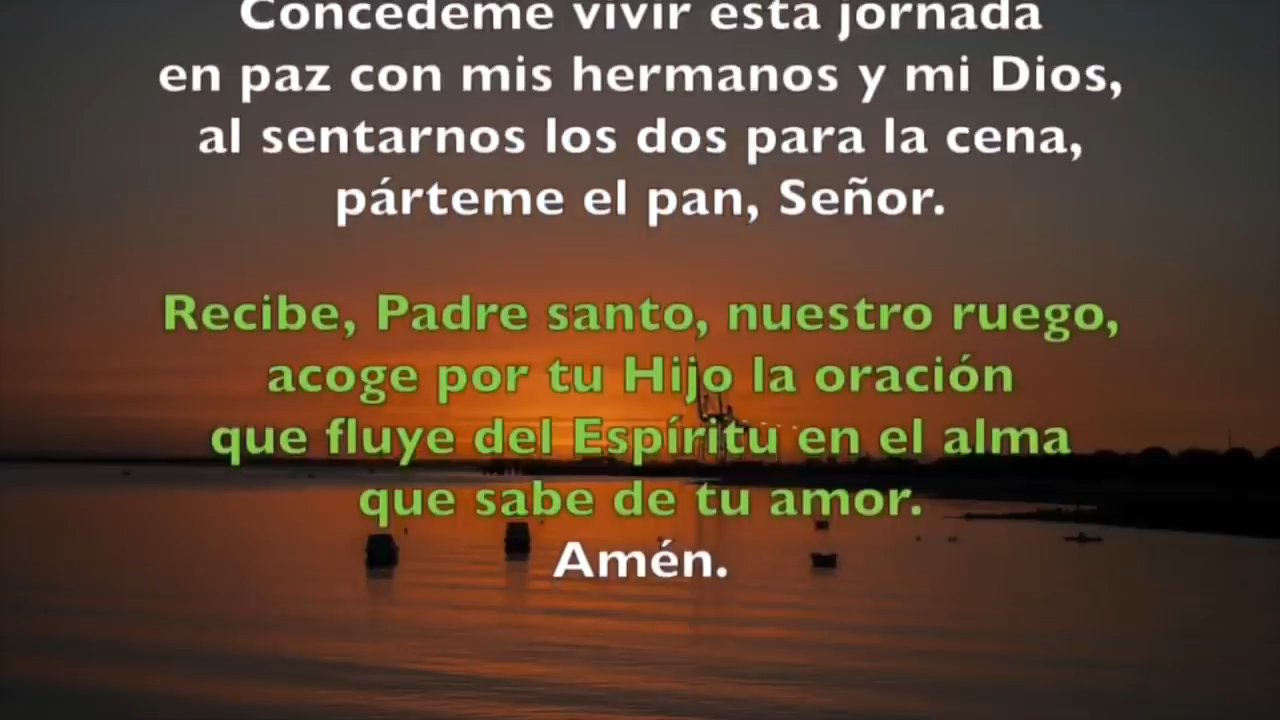 Concédeme vivir esta jornada
en paz con mis hermanos y mi Dios,
al sentarnos los dos para la cena,
párteme el pan, Señor.
Recibe, Padre santo, nuestro ruego,
acoge por tu Hijo la oración
que fluye del Espíritu en el alma
que sabe de tu amor.
Amén.